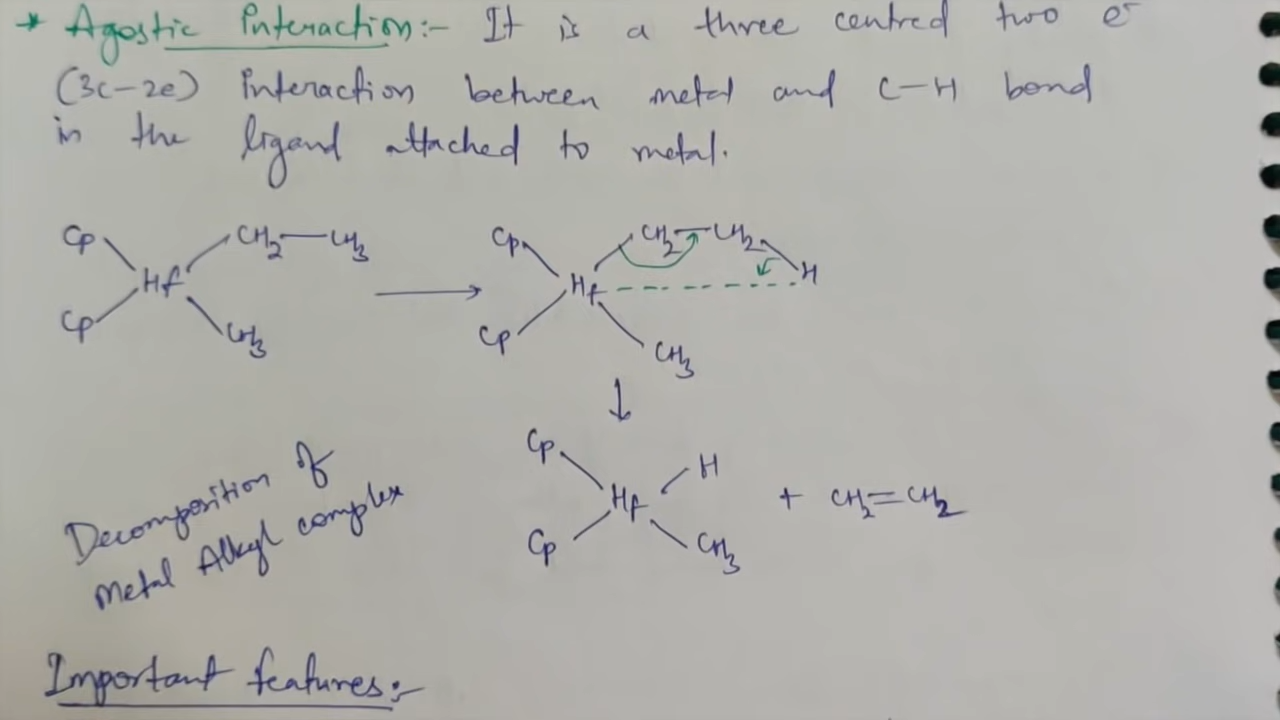 * Agostic Interaction:- It is a three centred two e⁻
(3c-2e) interaction between metal and C-H bond
in the ligand attached to metal.
Cp CH₂-CH₃ Cp CH₂-CH₂
Hf Hf H
Cp CH₃ Cp CH₃
Cp H
Hf + CH₂=CH₂
Cp CH₃
Decomposition of
metal Alkyl complex
Important features:-